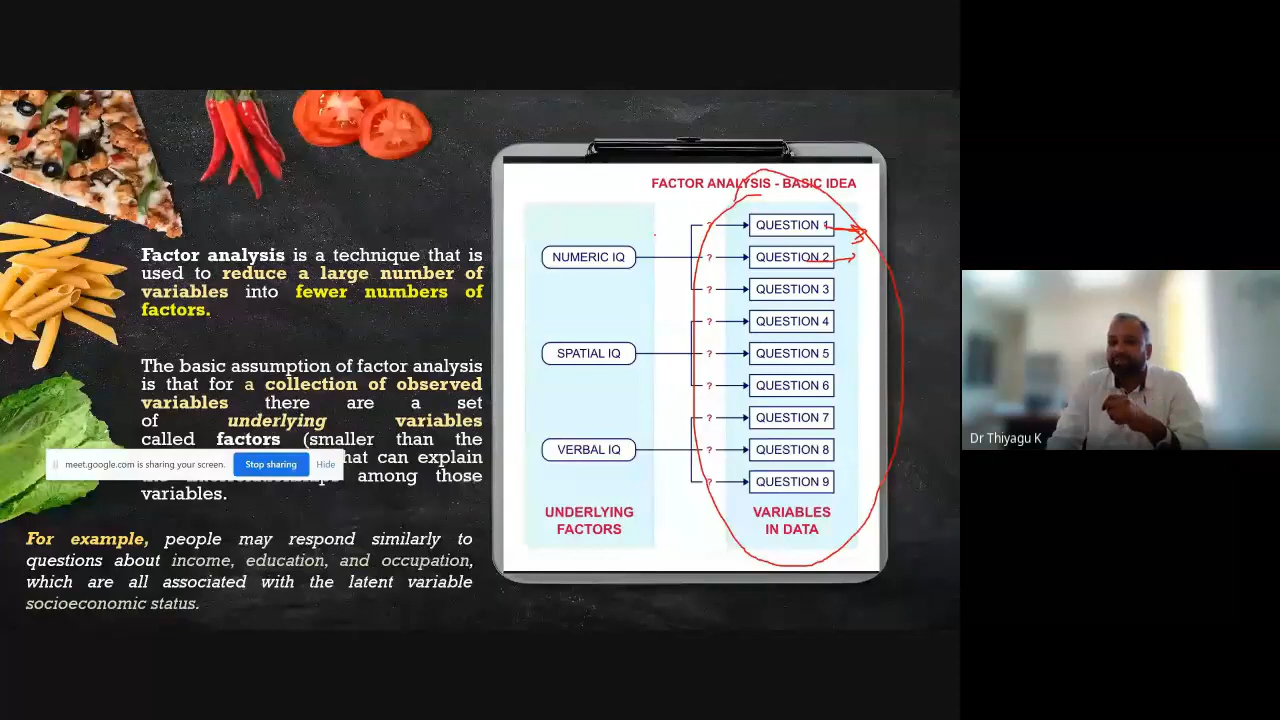 Factor analysis is a technique that is
used to reduce a large number of
variables into fewer numbers of
factors.
The basic assumption of factor analysis
is that for a collection of observed
variables there are a set
of underlying variables
called factors (smaller than the
that can explain
among those
variables.
meet.google.com is sharing your screen. Stop sharing Hide
For example, people may respond similarly to
questions about income, education, and occupation,
which are all associated with the latent variable
socioeconomic status.
FACTOR ANALYSIS - BASIC IDEA
NUMERIC IQ
SPATIAL IQ
VERBAL IQ
UNDERLYING
FACTORS
?
?
?
?
?
?
?
?
?
QUESTION 1
QUESTION 2
QUESTION 3
QUESTION 4
QUESTION 5
QUESTION 6
QUESTION 7
QUESTION 8
QUESTION 9
VARIABLES
IN DATA
Dr Thiyagu K